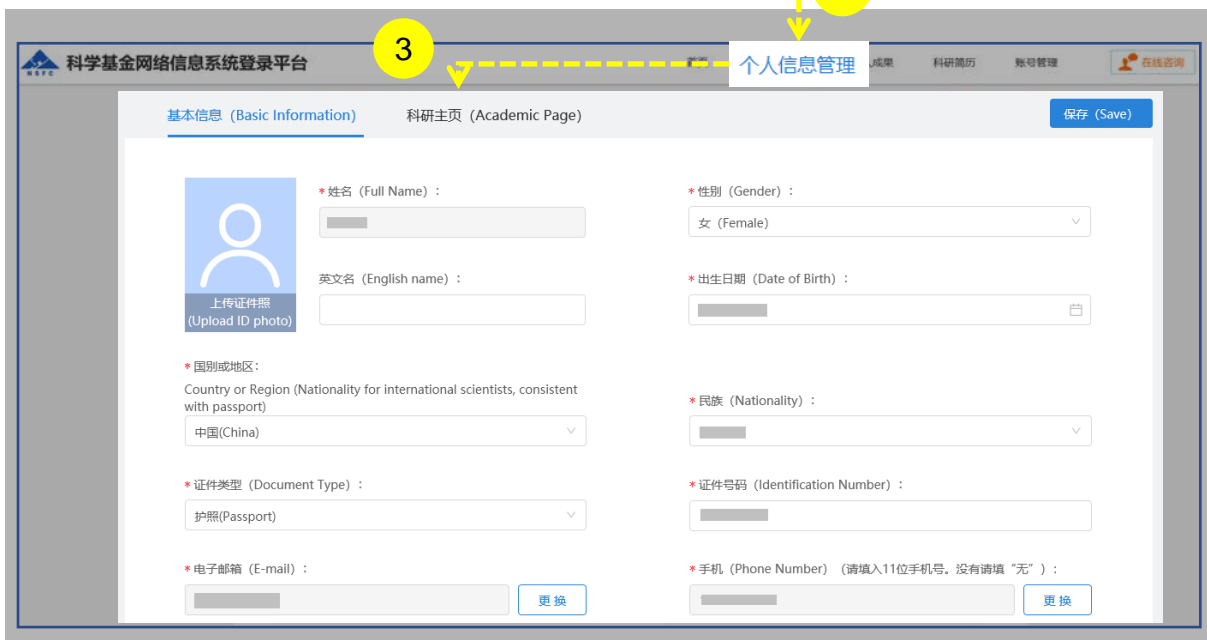 3
NSFC
科学基金网络信息系统登录平台
首页
个人信息管理
成果
科研简历
账号管理
在线咨询
基本信息（Basic Information）
科研主页（Academic Page）
保存（Save）
* 姓名（Full Name）：
* 性别（Gender）：
女（Female）
英文名（English name）：
* 出生日期（Date of Birth）：
上传证件照
(Upload ID photo)
* 国别或地区：
Country or Region (Nationality for international scientists, consistent
with passport)
* 民族（Nationality）：
中国(China)
* 证件类型（Document Type）：
* 证件号码（Identification Number）：
护照(Passport)
* 电子邮箱（E-mail）：
* 手机（Phone Number）（请填入11位手机号。没有请填“无”）：
更换
更换